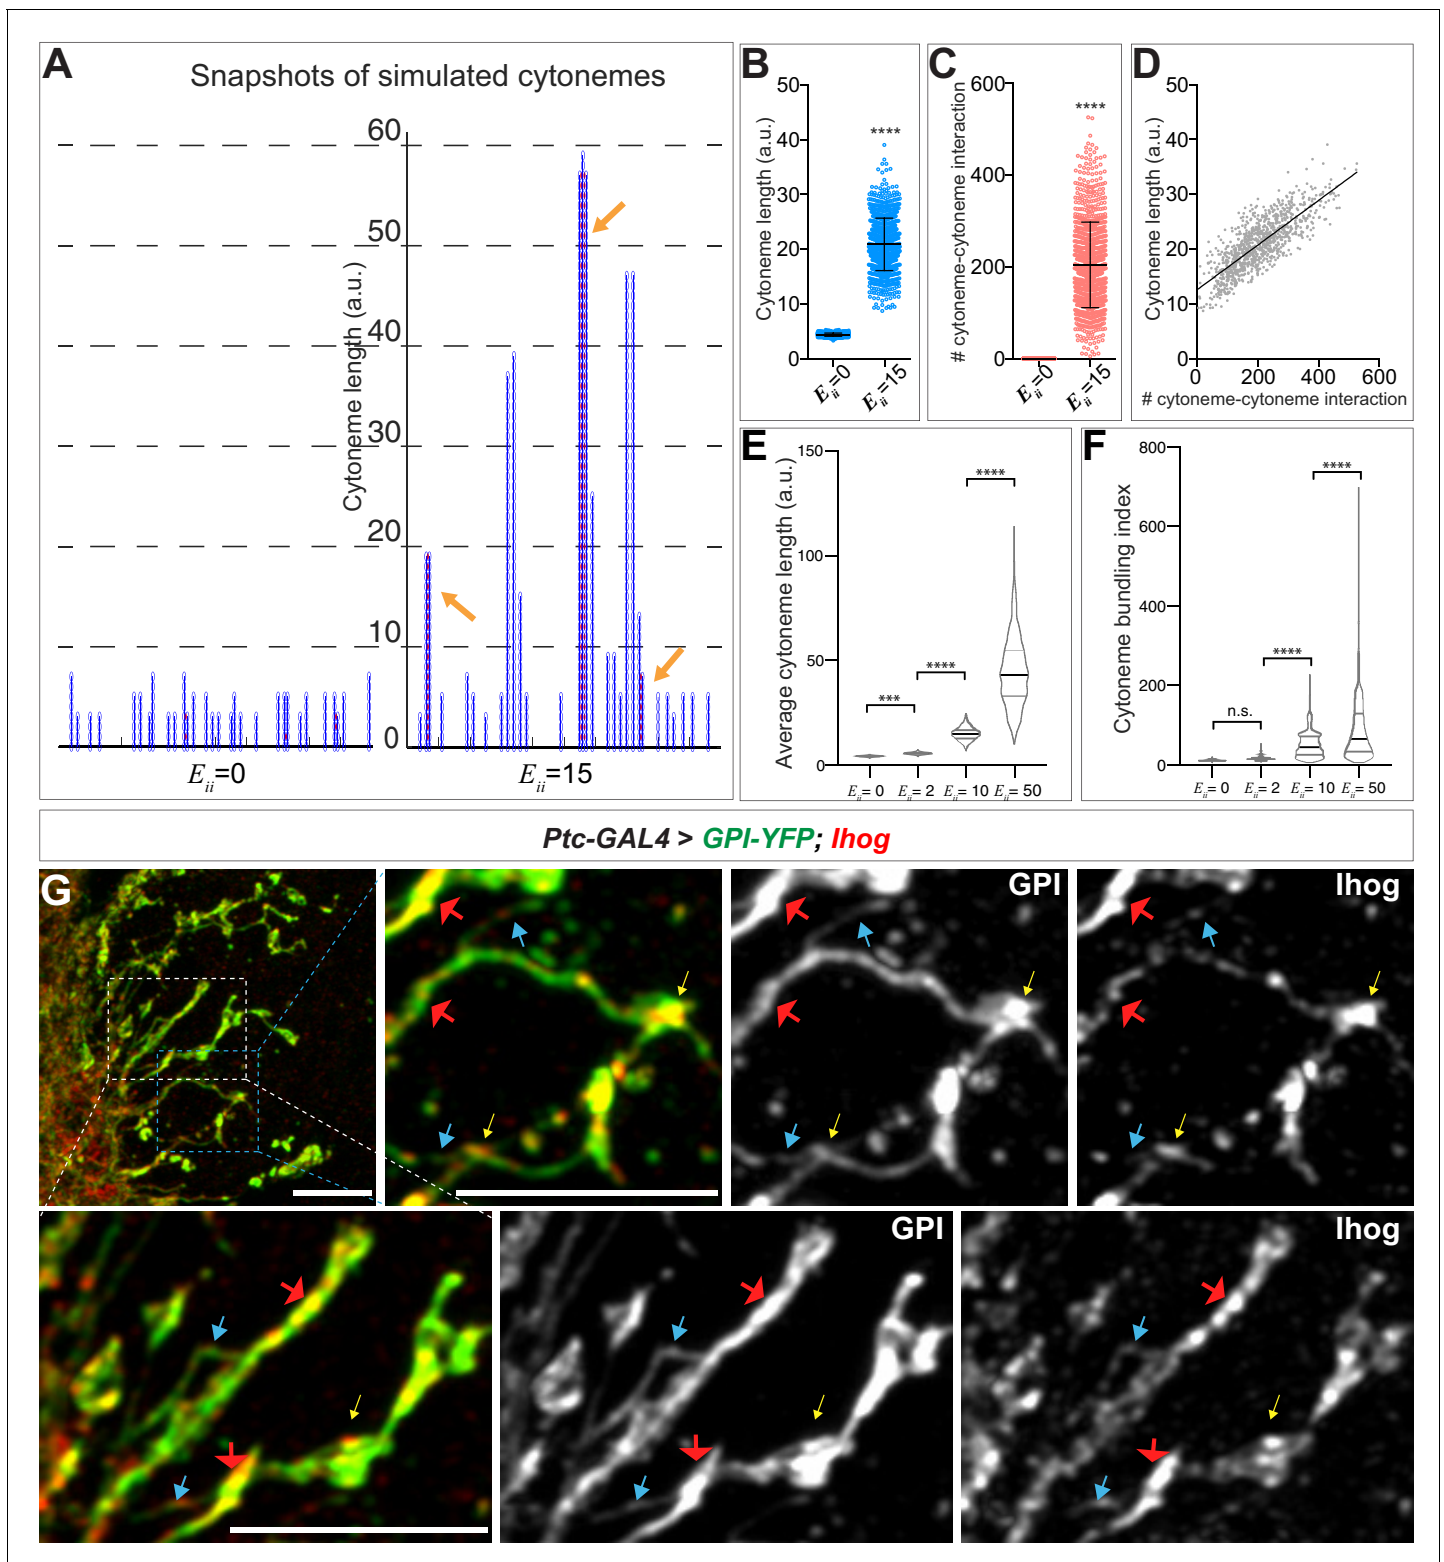 A
Snapshots of simulated cytonemes
Cytoneme length (a.u.)
60
50
40
30
20
10
0
Eii=0
Eii=15
B
Cytoneme length (a.u.)
50
40
30
20
10
0
****
Eii=0
Eii=15
C
# cytoneme-cytoneme interaction
600
400
200
0
****
Eii=0
Eii=15
D
Cytoneme length (a.u.)
50
40
30
20
10
0
0 200 400 600
# cytoneme-cytoneme interaction
E
Average cytoneme length (a.u.)
150
100
50
0
***
****
****
Eii= 0 Eii= 2 Eii= 10 Eii= 50
F
Cytoneme bundling index
800
600
400
200
0
n.s.
****
****
Eii= 0 Eii= 2 Eii= 10 Eii= 50
Ptc-GAL4 > GPI-YFP; Ihog
G
GPI
Ihog
GPI
Ihog